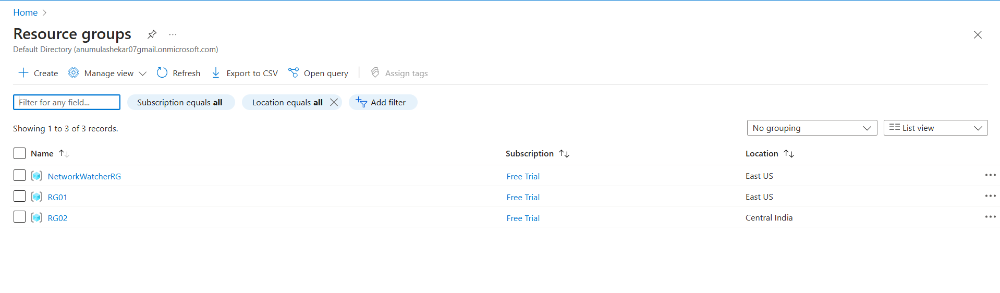 Home
Resource groups
Default Directory (anumulashekar07gmail.onmicrosoft.com)
Create Manage view Refresh Export to CSV Open query Assign tags
Filter for any field... Subscription equals all Location equals all Add filter
Showing 1 to 3 of 3 records. No grouping List view
Name Subscription Location
NetworkWatcherRG Free Trial East US
RG01 Free Trial East US
RG02 Free Trial Central India